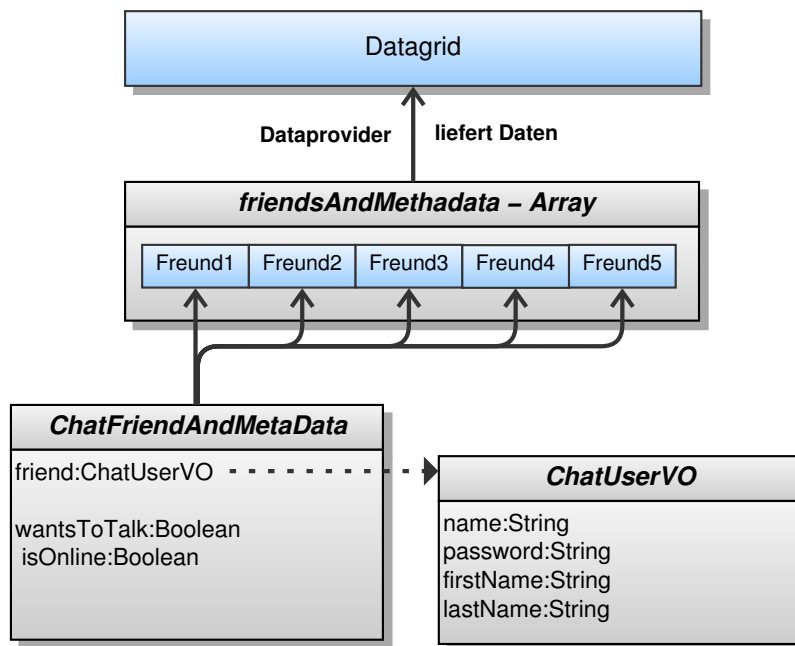 Datagrid
Dataprovider liefert Daten
friendsAndMethadata – Array
Freund1 Freund2 Freund3 Freund4 Freund5
ChatFriendAndMetaData
friend:ChatUserVO
wantsToTalk:Boolean
isOnline:Boolean
ChatUserVO
name:String
password:String
firstName:String
lastName:String